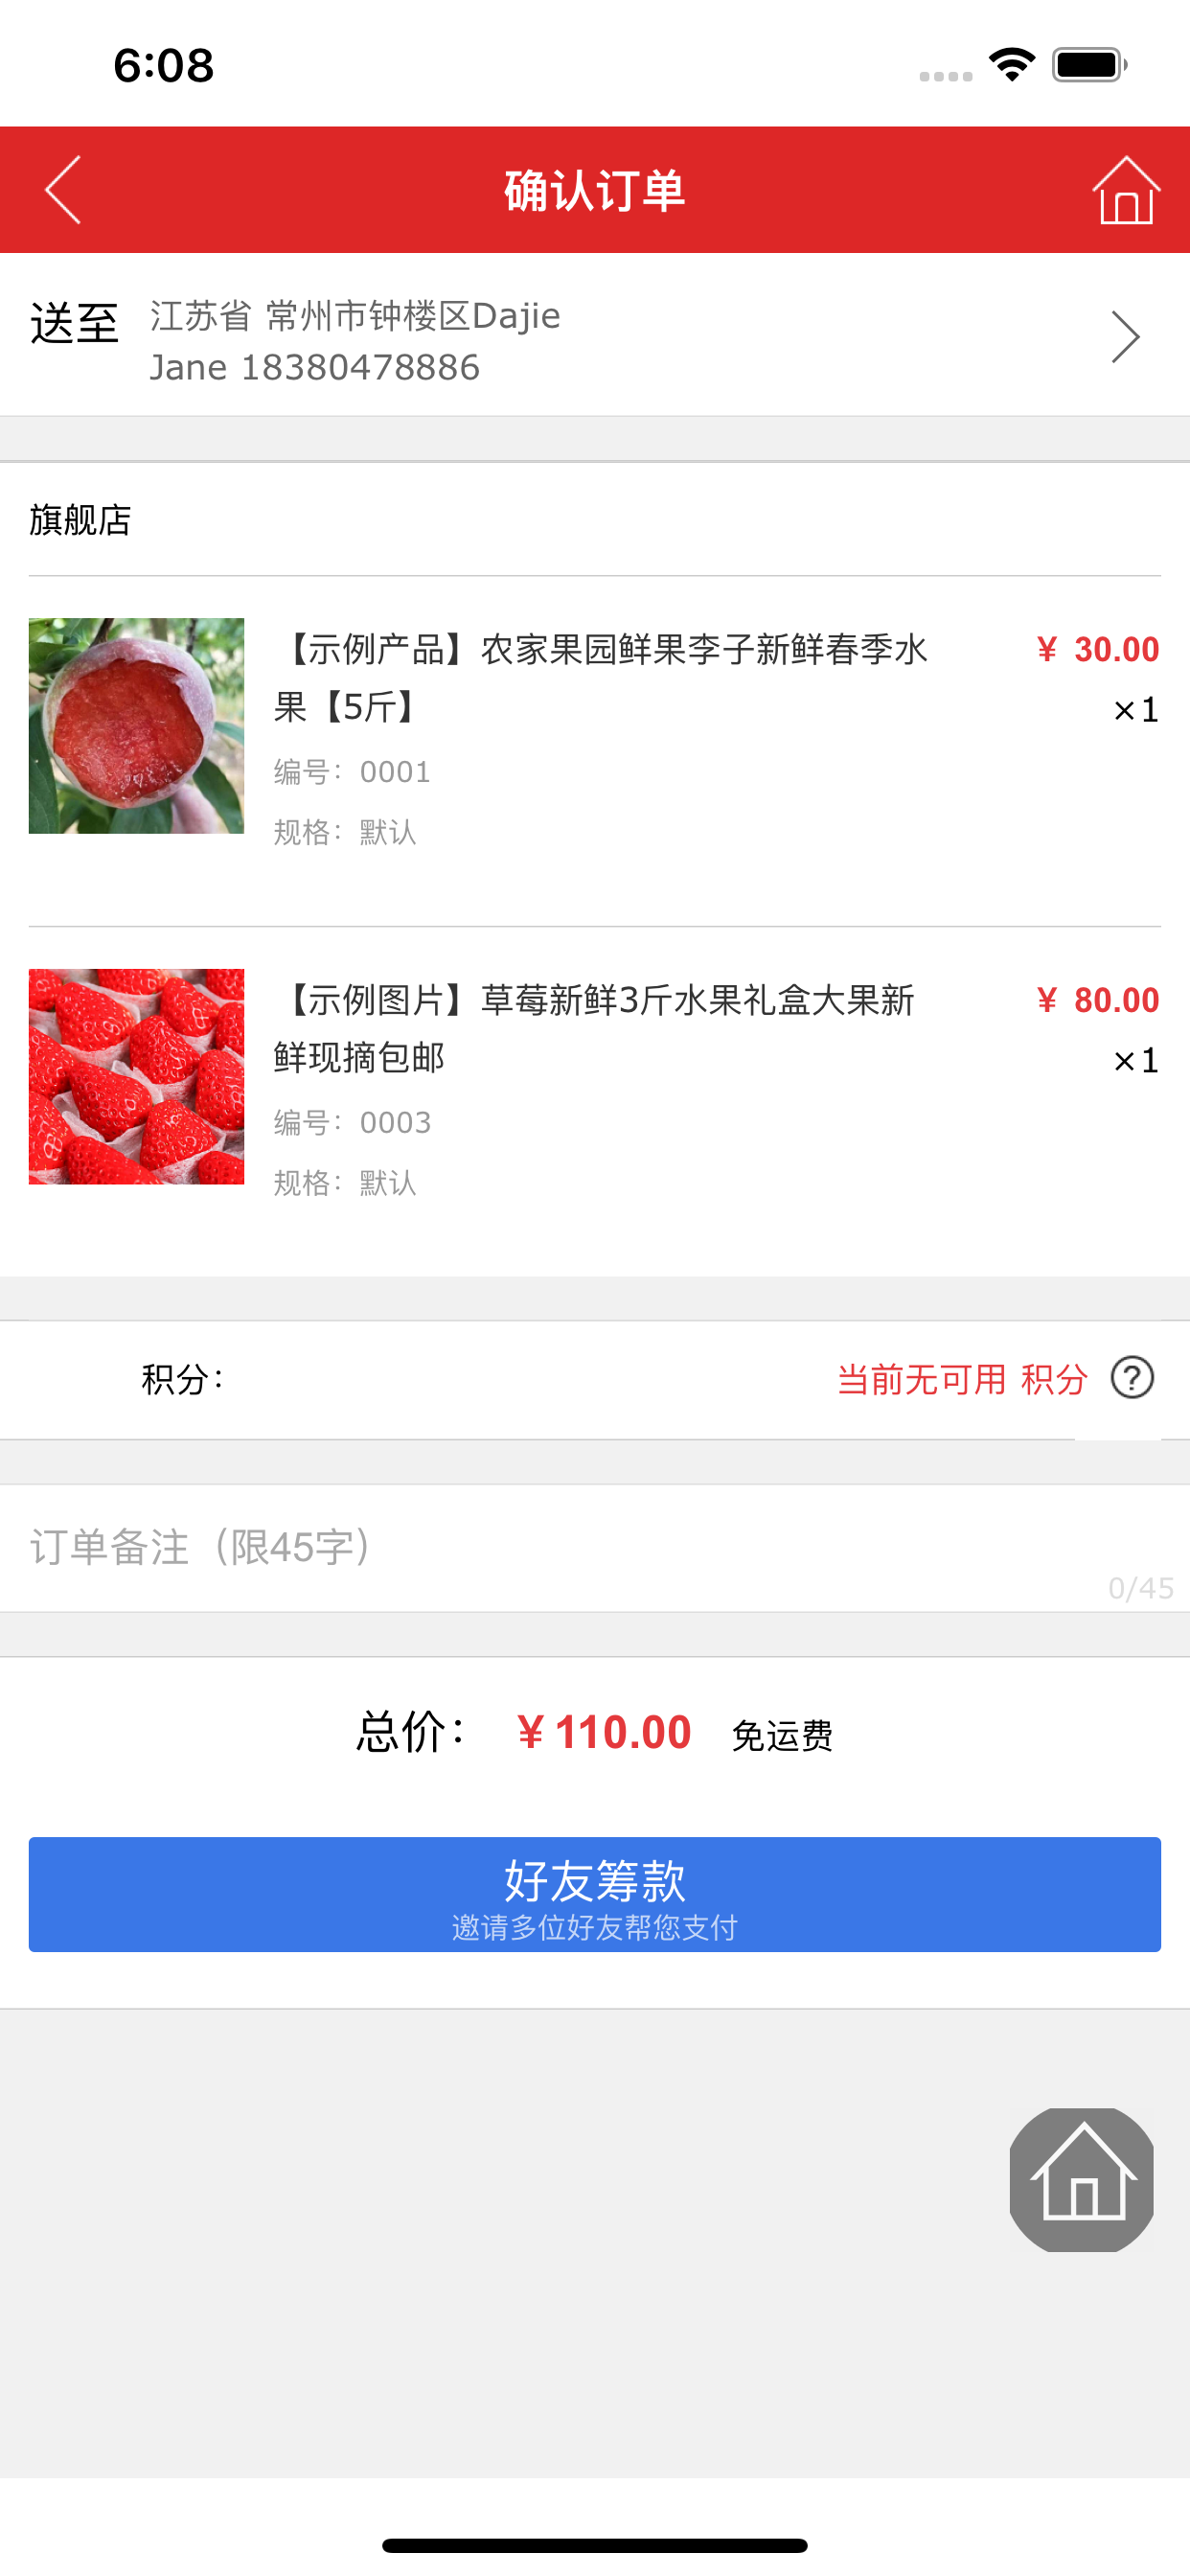 6:08
确认订单
送至
江苏省 常州市钟楼区Dajie
Jane 18380478886
旗舰店
【示例产品】农家果园鲜果李子新鲜春季水
果【5斤】
¥ 30.00
×1
编号：0001
规格：默认
【示例图片】草莓新鲜3斤水果礼盒大果新
鲜现摘包邮
¥ 80.00
×1
编号：0003
规格：默认
积分：
当前无可用 积分
?
订单备注（限45字）
0/45
总价： ¥110.00 免运费
好友筹款
邀请多位好友帮您支付